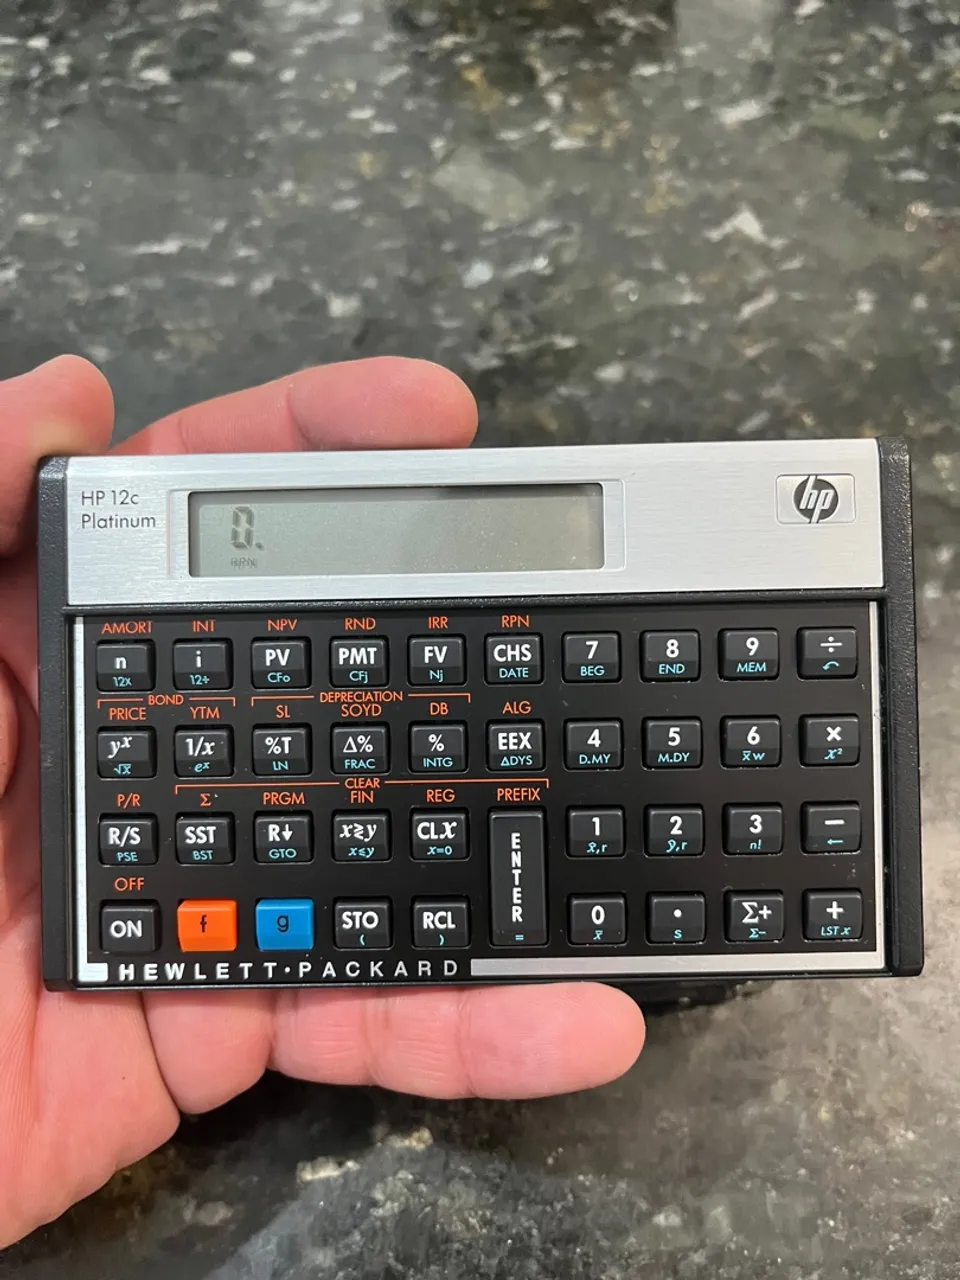 HP 12c
Platinum
0.
RPN
hp
AMORT INT NPV RND IRR RPN
n i PV PMT FV CHS 7 8 9 ÷
12x 12÷ CFo CFj Nj DATE BEG END MEM ↶
BOND DEPRECIATION
PRICE YTM SL SOYD DB ALG
yˣ 1/x %T Δ% % EEX 4 5 6 ×
√x eˣ LN FRAC INTG ΔDYS D.MY M.DY x̄w x²
CLEAR
P/R Σ PRGM FIN REG PREFIX
R/S SST R↓ x≷y CLx ENTER 1 2 3 −
PSE BST GTO x≤y x=0 x̂,r ŷ,r n! ←
OFF
ON f g STO RCL 0 • Σ+ +
( ) = x̄ s Σ− LST x
HEWLETT·PACKARD